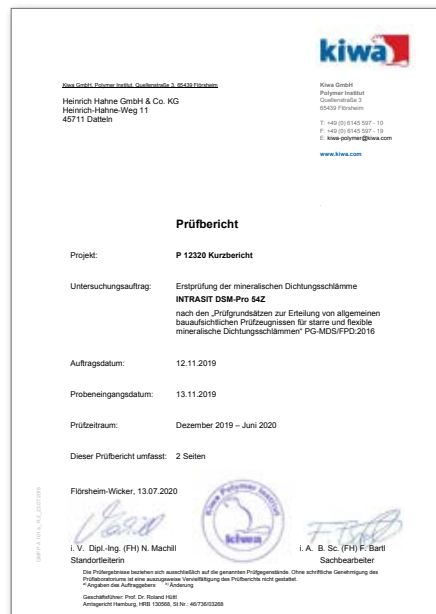 kiwa
Kiwa GmbH, Polymer Institut, Quellenstraße 3, 65439 Flörsheim
Heinrich Hahne GmbH & Co. KG
Heinrich-Hahne-Weg 11
45711 Datteln
Kiwa GmbH
Polymer Institut
Quellenstraße 3
65439 Flörsheim
T: +49 (0) 6145 597 - 10
F: +49 (0) 6145 597 - 19
E: kiwa-polymer@kiwa.com
www.kiwa.com
Prüfbericht
Projekt: P 12320 Kurzbericht
Untersuchungsauftrag: Erstprüfung der mineralischen Dichtungsschlämme
INTRASIT DSM-Pro 54Z
nach den „Prüfgrundsätzen zur Erteilung von allgemeinen
bauaufsichtlichen Prüfzeugnissen für starre und flexible
mineralische Dichtungsschlämmen“ PG-MDS/FPD:2016
Auftragsdatum: 12.11.2019
Probeneingangsdatum: 13.11.2019
Prüfzeitraum: Dezember 2019 – Juni 2020
Dieser Prüfbericht umfasst: 2 Seiten
Flörsheim-Wicker, 13.07.2020
Kiwa Polymer Institut
kiwa
i. V. Dipl.-Ing. (FH) N. Machill
Standortleiterin
i. A. B. Sc. (FH) F. Bartl
Sachbearbeiter
Die Prüfergebnisse beziehen sich ausschließlich auf die genannten Prüfgegenstände. Ohne schriftliche Genehmigung des
Prüflaboratoriums ist eine auszugsweise Vervielfältigung des Prüfberichts nicht gestattet.
Angaben des Auftraggebers Änderung
Geschäftsführer: Prof. Dr. Roland Hüttl
Amtsgericht Hamburg, HRB 130568, St.Nr.: 46/736/03268